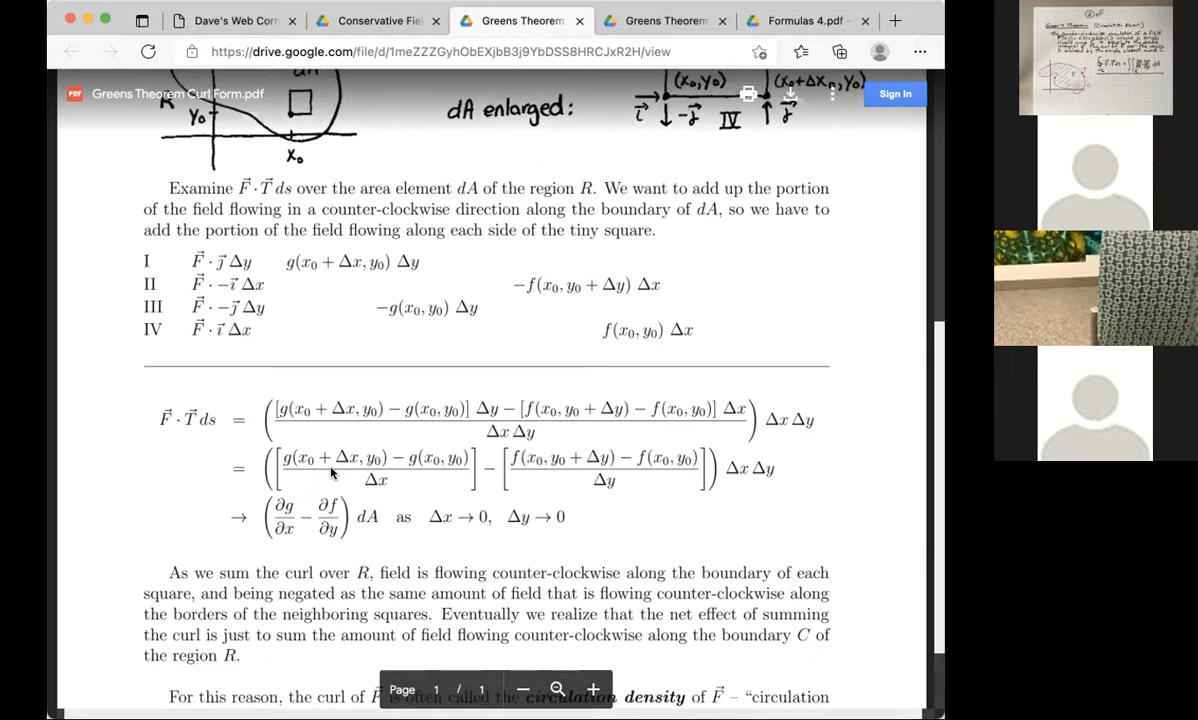 Dave's Web Corn
Conservative Fie
Greens Theorem
Greens Theorem
Formulas 4.pdf
https://drive.google.com/file/d/1meZZZGyhObEXjbB3j9YbDSS8HRCJxR2H/view
PDF Greens Theorem Curl Form.pdf
Sign In
R
Y₀
X₀
dA enlarged:
(x₀,y₀) (x₀+Δxₙ,y₀)
i⃗ ↓ -j⃗ IV ↑ j⃗
Examine F⃗ · T⃗ ds over the area element dA of the region R. We want to add up the portion
of the field flowing in a counter-clockwise direction along the boundary of dA, so we have to
add the portion of the field flowing along each side of the tiny square.
I F⃗ · j⃗ Δy g(x₀ + Δx, y₀) Δy
II F⃗ · −i⃗ Δx −f(x₀, y₀ + Δy) Δx
III F⃗ · −j⃗ Δy −g(x₀, y₀) Δy
IV F⃗ · i⃗ Δx f(x₀, y₀) Δx
F⃗ · T⃗ ds = ([g(x₀ + Δx, y₀) − g(x₀, y₀)] Δy − [f(x₀, y₀ + Δy) − f(x₀, y₀)] Δx / Δx Δy) Δx Δy
= ([g(x₀ + Δx, y₀) − g(x₀, y₀) / Δx] − [f(x₀, y₀ + Δy) − f(x₀, y₀) / Δy]) Δx Δy
→ (∂g/∂x − ∂f/∂y) dA as Δx → 0, Δy → 0
As we sum the curl over R, field is flowing counter-clockwise along the boundary of each
square, and being negated as the same amount of field that is flowing counter-clockwise along
the borders of the neighboring squares. Eventually we realize that the net effect of summing
the curl is just to sum the amount of field flowing counter-clockwise along the boundary C of
the region R.
For this reason, the curl of F⃗ is often called the circulation density of F⃗ – "circulation
Page 1 / 1